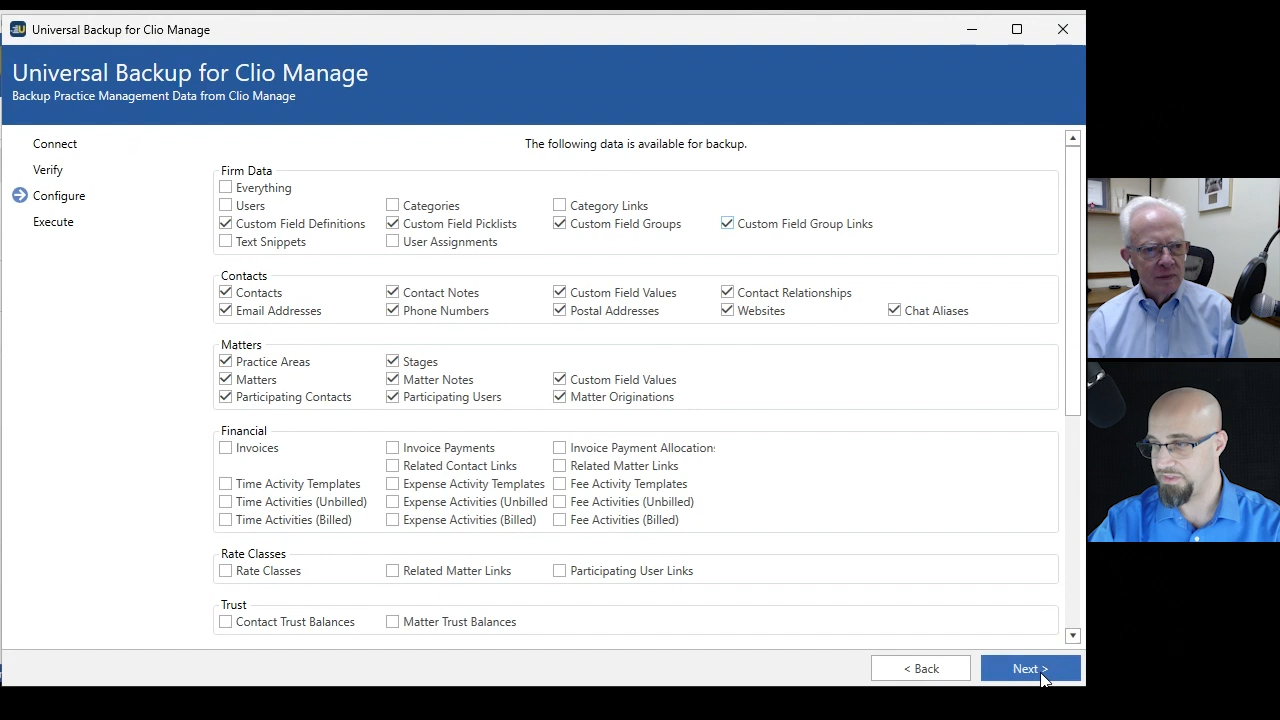 Universal Backup for Clio Manage
Universal Backup for Clio Manage
Backup Practice Management Data from Clio Manage
Connect
Verify
Configure
Execute
The following data is available for backup.
Firm Data
Everything
Users Categories Category Links
Custom Field Definitions Custom Field Picklists Custom Field Groups Custom Field Group Links
Text Snippets User Assignments
Contacts
Contacts Contact Notes Custom Field Values Contact Relationships
Email Addresses Phone Numbers Postal Addresses Websites Chat Aliases
Matters
Practice Areas Stages
Matters Matter Notes Custom Field Values
Participating Contacts Participating Users Matter Originations
Financial
Invoices Invoice Payments Invoice Payment Allocations
Related Contact Links Related Matter Links
Time Activity Templates Expense Activity Templates Fee Activity Templates
Time Activities (Unbilled) Expense Activities (Unbilled Fee Activities (Unbilled)
Time Activities (Billed) Expense Activities (Billed) Fee Activities (Billed)
Rate Classes
Rate Classes Related Matter Links Participating User Links
Trust
Contact Trust Balances Matter Trust Balances
< Back Next >